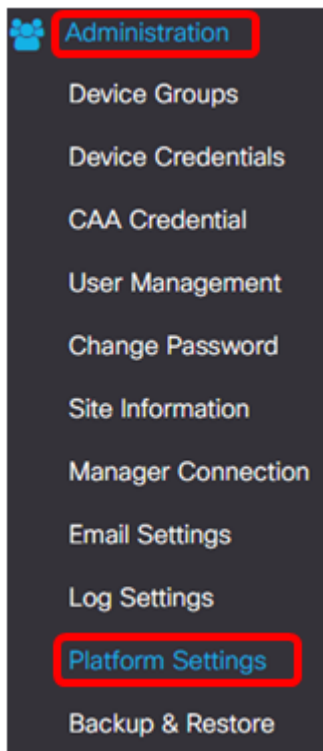 Administration
Device Groups
Device Credentials
CAA Credential
User Management
Change Password
Site Information
Manager Connection
Email Settings
Log Settings
Platform Settings
Backup & Restore